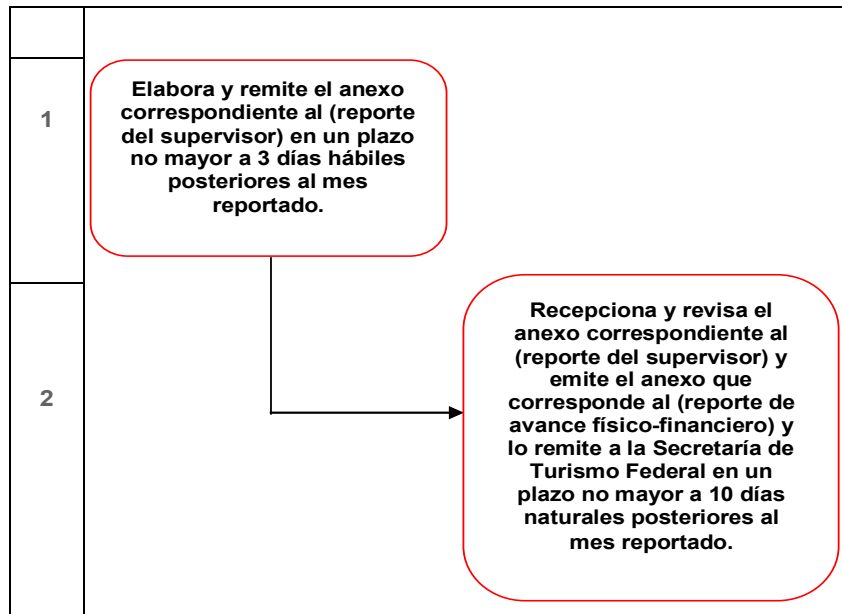 1
Elabora y remite el anexo
correspondiente al (reporte
del supervisor) en un plazo
no mayor a 3 días hábiles
posteriores al mes
reportado.
2
Recepciona y revisa el
anexo correspondiente al
(reporte del supervisor) y
emite el anexo que
corresponde al (reporte de
avance físico-financiero) y
lo remite a la Secretaría de
Turismo Federal en un
plazo no mayor a 10 días
naturales posteriores al
mes reportado.